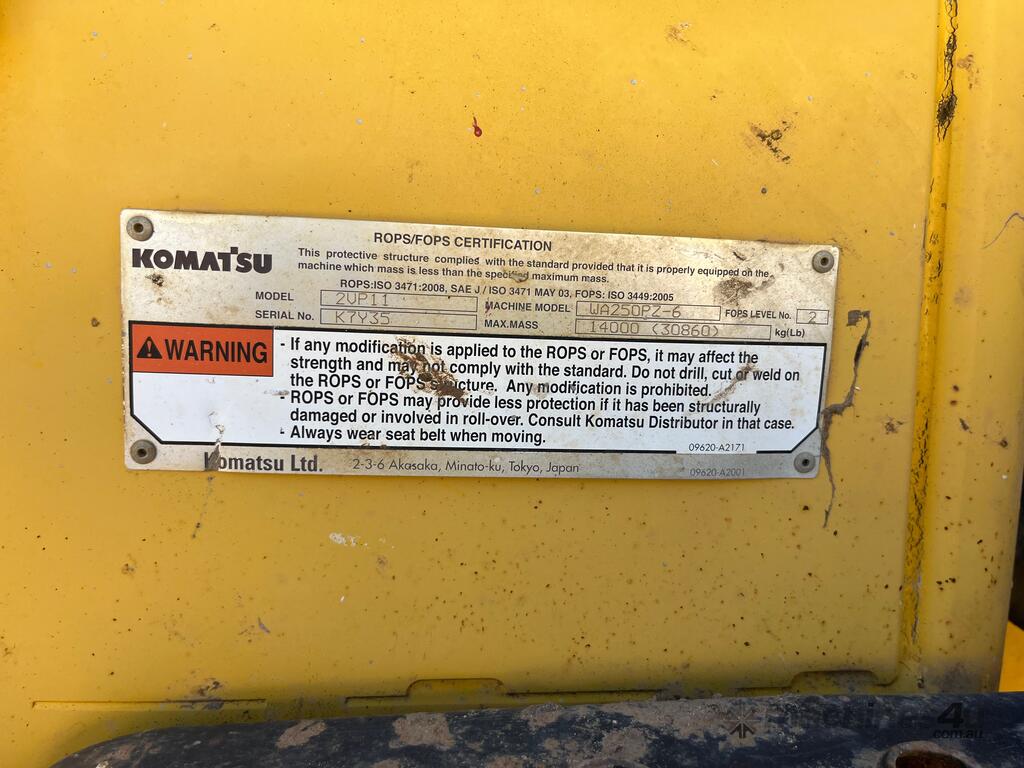 ROPS/FOPS CERTIFICATION
KOMATSU
This protective structure complies with the standard provided that it is properly equipped on the
machine which mass is less than the specified maximum mass.
ROPS:ISO 3471:2008, SAE J / ISO 3471 MAY 03, FOPS: ISO 3449:2005
MODEL 2VP11 MACHINE MODEL WA250PZ-6 FOPS LEVEL No. 2
SERIAL No. K7Y35 MAX.MASS 14000 (30860) kg(Lb)
WARNING
- If any modification is applied to the ROPS or FOPS, it may affect the
strength and may not comply with the standard. Do not drill, cut or weld on
the ROPS or FOPS structure. Any modification is prohibited.
- ROPS or FOPS may provide less protection if it has been structurally
damaged or involved in roll-over. Consult Komatsu Distributor in that case.
- Always wear seat belt when moving.
09620-A2171
Komatsu Ltd. 2-3-6 Akasaka, Minato-ku, Tokyo, Japan
09620-A2001
machines4u
.com.au